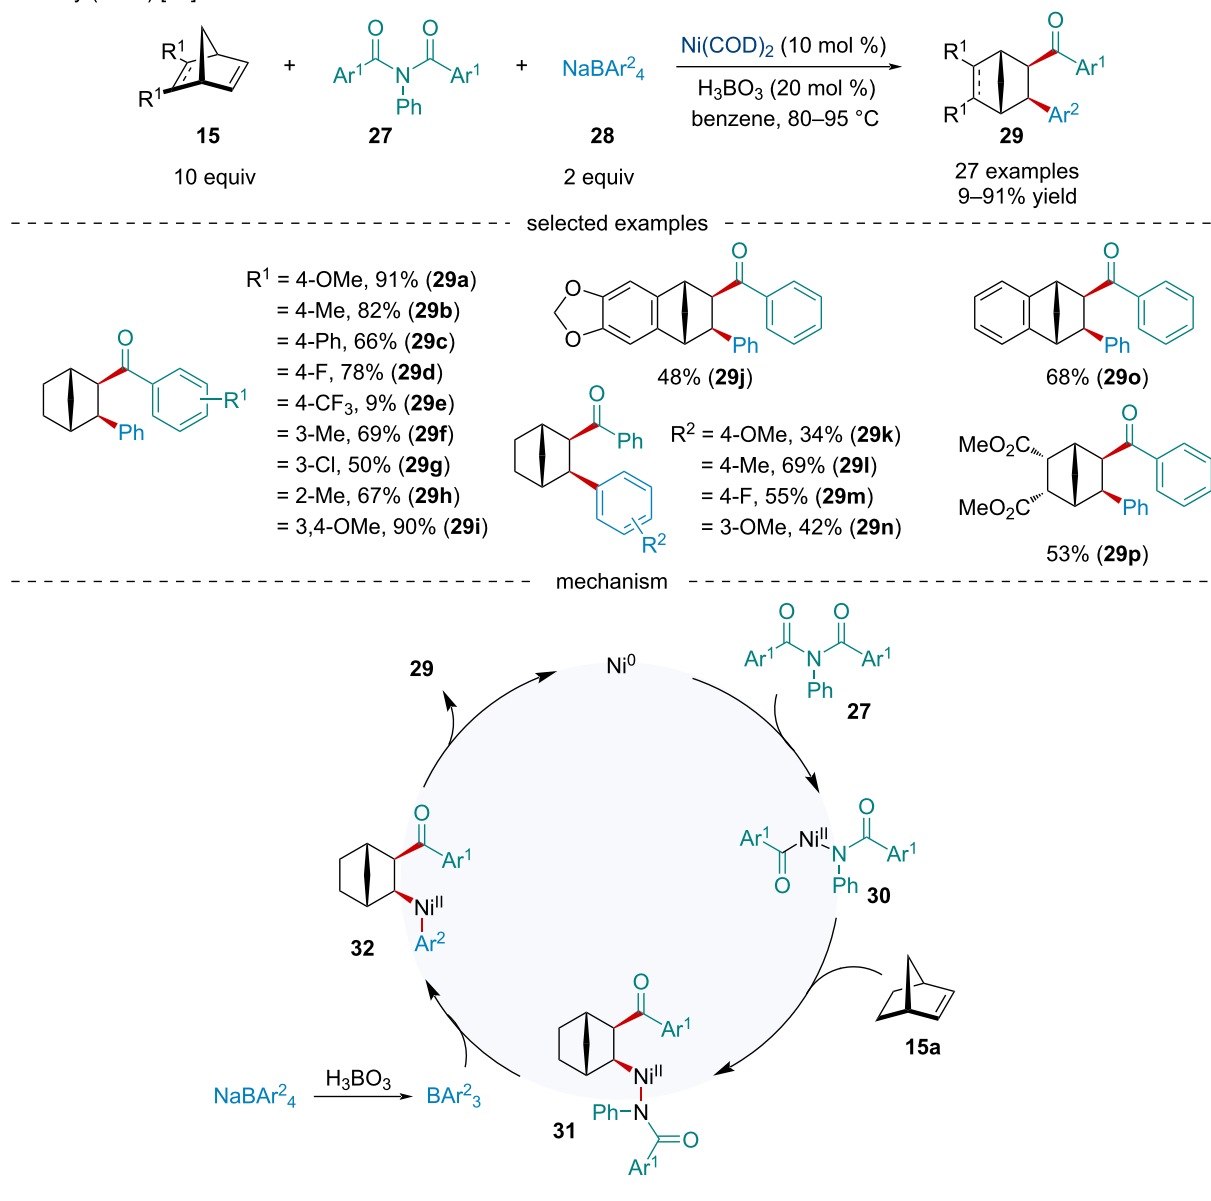 R¹
R¹
15
10 equiv
+
O O
Ar¹ N Ar¹
Ph
27
+
NaBAr²₄
28
2 equiv
Ni(COD)₂ (10 mol %)
H₃BO₃ (20 mol %)
benzene, 80–95 °C
R¹
R¹
O
Ar¹
Ar²
29
27 examples
9–91% yield
selected examples
O
R¹
Ph
R¹ = 4-OMe, 91% (29a)
= 4-Me, 82% (29b)
= 4-Ph, 66% (29c)
= 4-F, 78% (29d)
= 4-CF₃, 9% (29e)
= 3-Me, 69% (29f)
= 3-Cl, 50% (29g)
= 2-Me, 67% (29h)
= 3,4-OMe, 90% (29i)
O
O
O
Ph
48% (29j)
O
Ph
68% (29o)
O
Ph
R²
R² = 4-OMe, 34% (29k)
= 4-Me, 69% (29l)
= 4-F, 55% (29m)
= 3-OMe, 42% (29n)
MeO₂C
MeO₂C
O
Ph
53% (29p)
mechanism
29
Ni⁰
O O
Ar¹ N Ar¹
Ph
27
Ar¹ Niᴵᴵ O
O N Ar¹
Ph
30
15a
O
Ar¹
Niᴵᴵ
Ph–N
O
Ar¹
31
NaBAr²₄
H₃BO₃
BAr²₃
O
Ar¹
Niᴵᴵ
Ar²
32